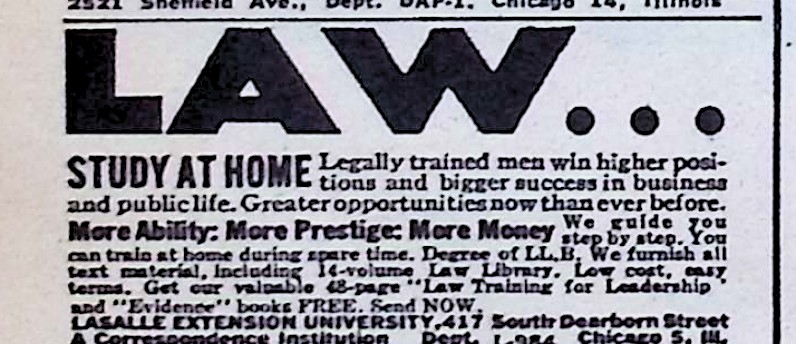 2521 Sheffield Ave., Dept. DAP-1, Chicago 14, Illinois
LAW...
STUDY AT HOME Legally trained men win higher posi-
tions and bigger success in business
and public life. Greater opportunities now than ever before.
More Ability: More Prestige: More Money We guide you
step by step. You
can train at home during spare time. Degree of LL.B. We furnish all
text material, including 14-volume Law Library. Low cost, easy
terms. Get our valuable 48-page "Law Training for Leadership"
and "Evidence" books FREE. Send NOW.
LASALLE EXTENSION UNIVERSITY, 417 South Dearborn Street
A Correspondence Institution Dept. Chicago 5, Ill.